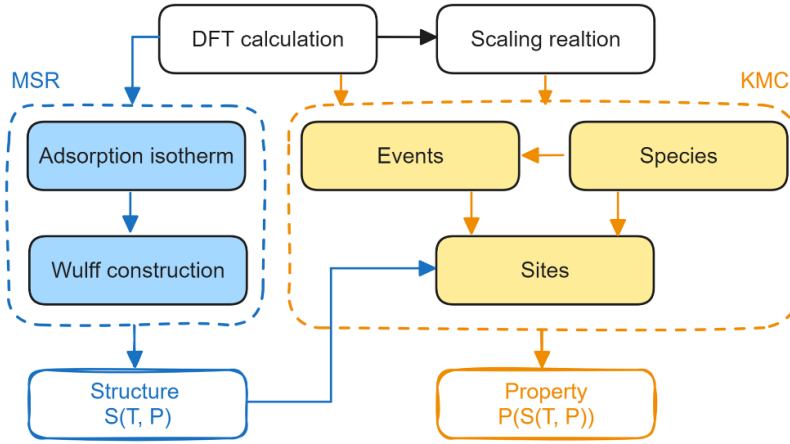 DFT calculation
Scaling realtion
MSR
KMC
Adsorption isotherm
Events
Species
Wulff construction
Sites
Structure
S(T, P)
Property
P(S(T, P))